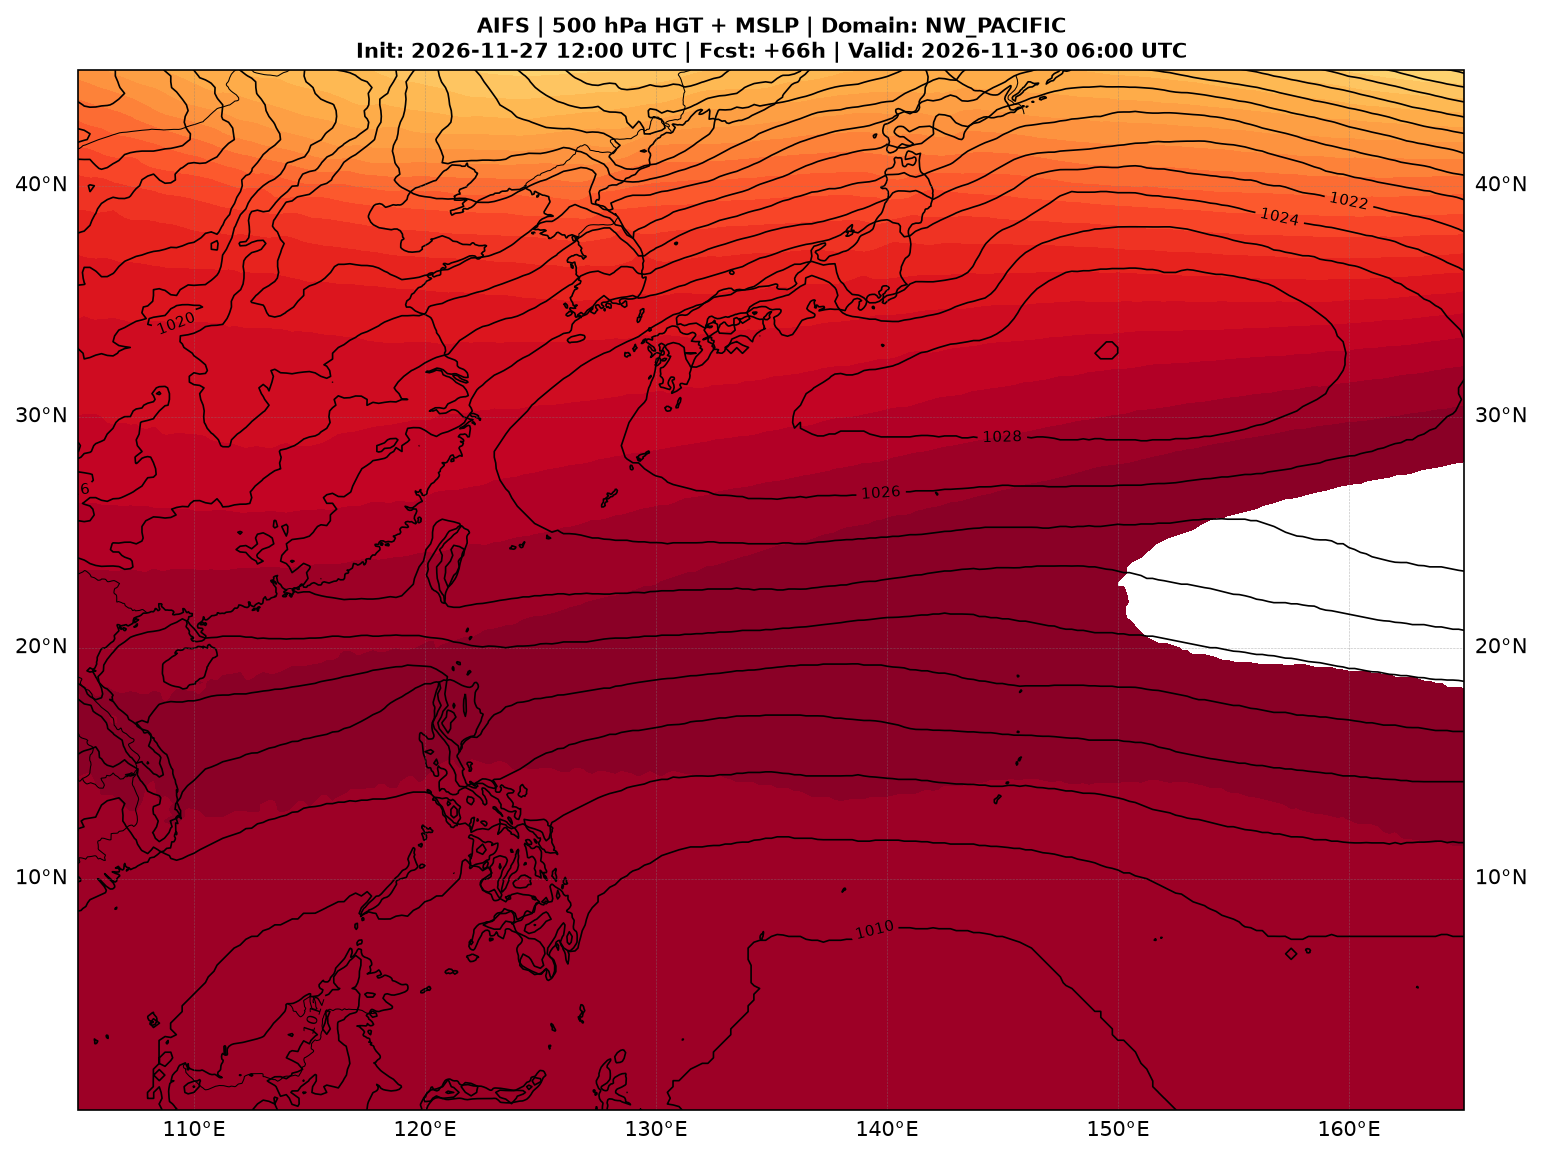 AIFS | 500 hPa HGT + MSLP | Domain: NW_PACIFIC
Init: 2026-11-27 12:00 UTC | Fcst: +66h | Valid: 2026-11-30 06:00 UTC
40°N
40°N
1022
1024
1020
30°N
30°N
1028
1026
6
20°N
20°N
10°N
10°N
1010
1012
110°E
120°E
130°E
140°E
150°E
160°E